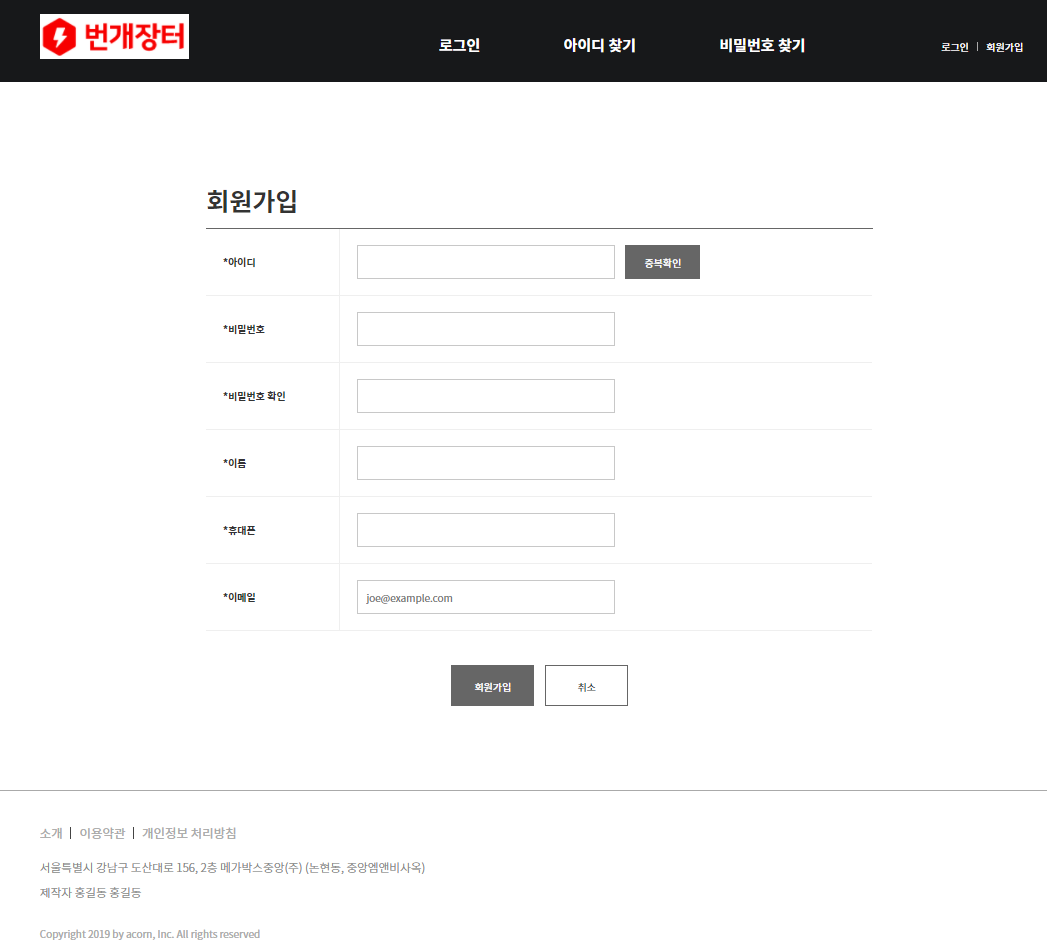 번개장터
로그인 아이디 찾기 비밀번호 찾기 로그인 회원가입
회원가입
*아이디 중복확인
*비밀번호
*비밀번호 확인
*이름
*휴대폰
*이메일 joe@example.com
회원가입 취소
소개 이용약관 개인정보 처리방침
서울특별시 강남구 도산대로 156, 2층 메가박스중앙(주) (논현동, 중앙엠앤비사옥)
제작자 홍길동 홍길동
Copyright 2019 by acorn, Inc. All rights reserved